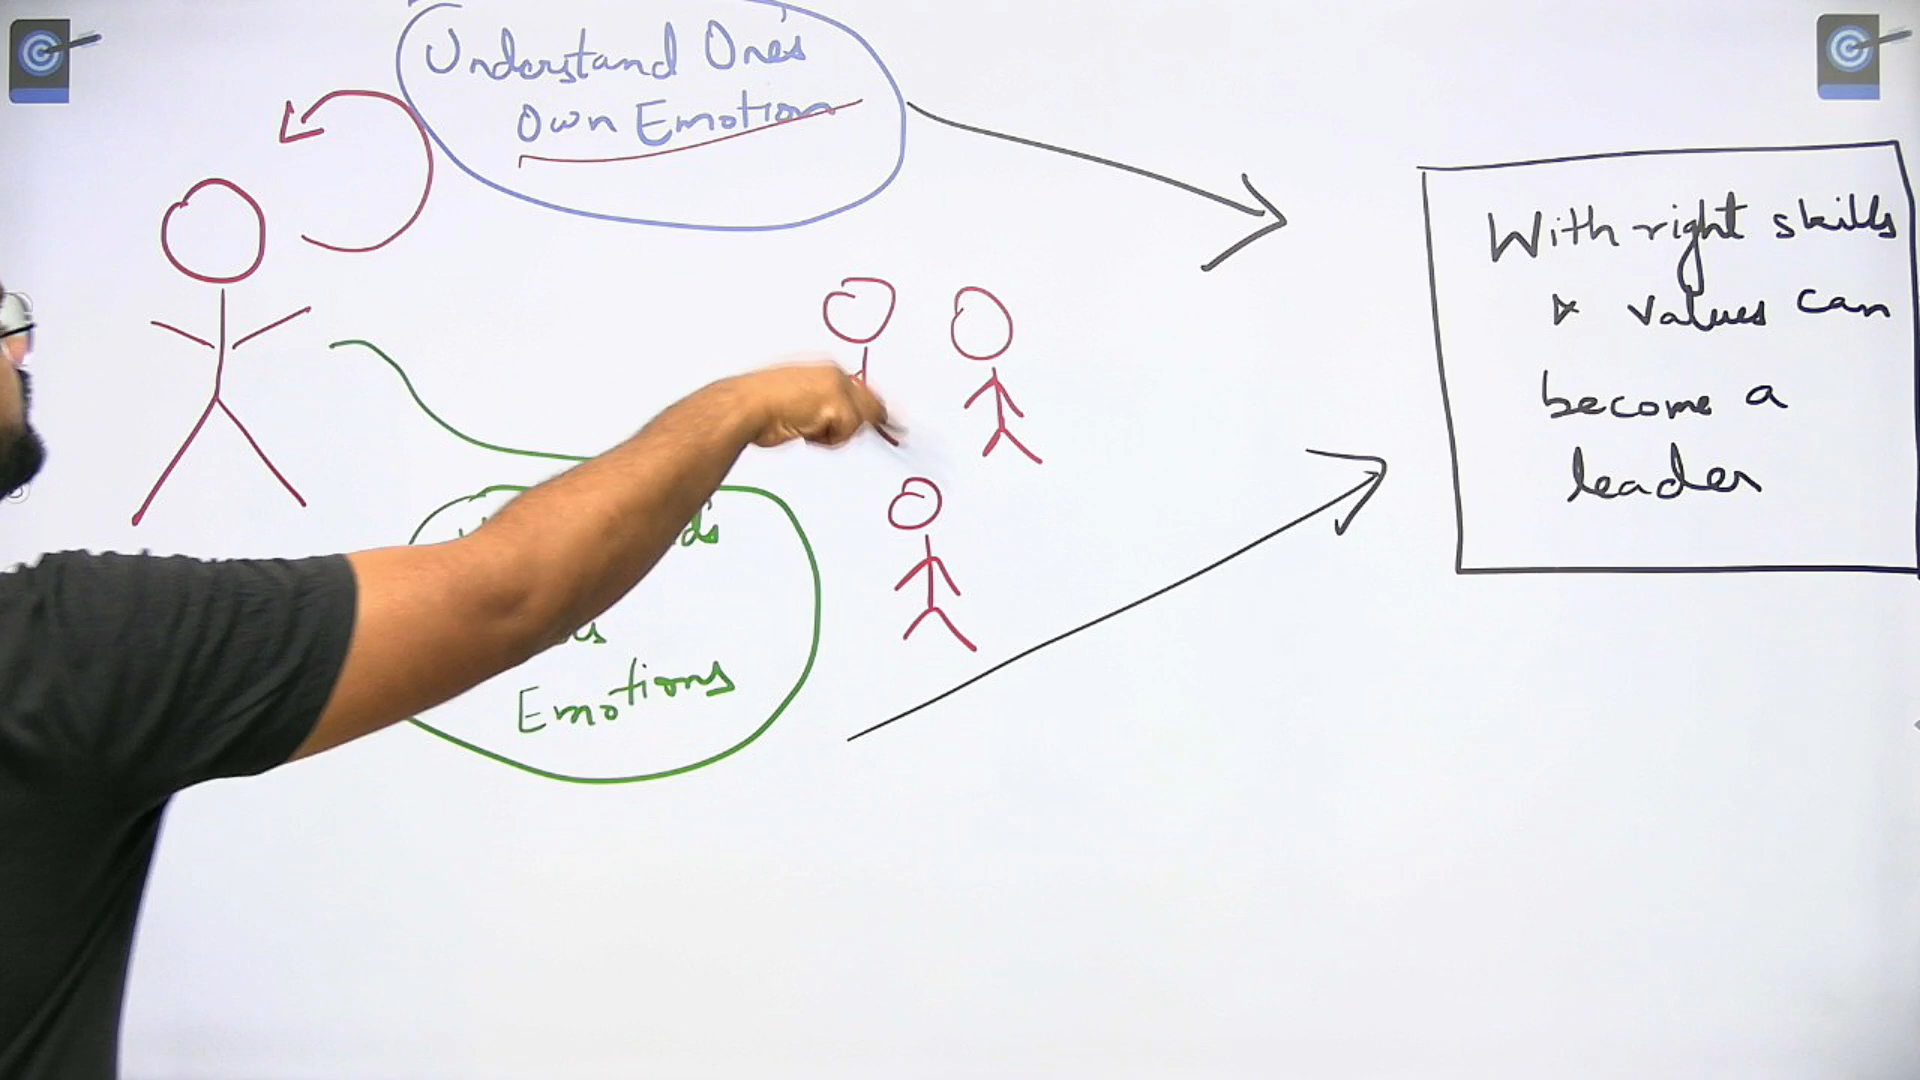 Understand One's
Own Emotion
With right skills
& values can
become a
leader
Emotions